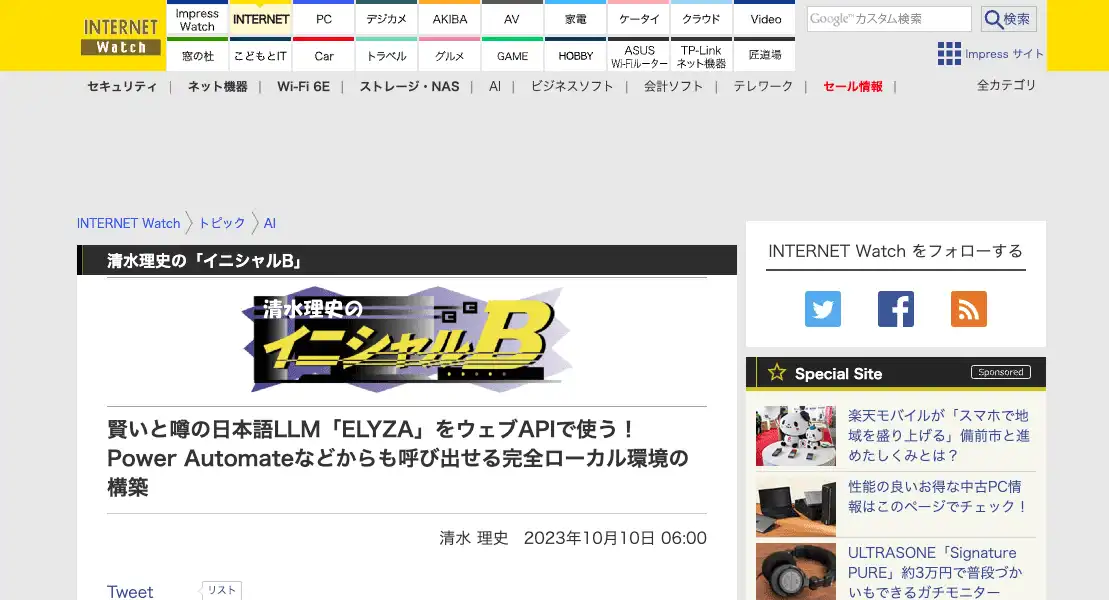 INTERNET Watch
Impress Watch
INTERNET
PC
デジカメ
AKIBA
AV
家電
ケータイ
クラウド
Video
窓の杜
こどもとIT
Car
トラベル
グルメ
GAME
HOBBY
ASUS Wi-Fiルーター
TP-Link ネット機器
匠道場
Google カスタム検索
検索
Impress サイト
セキュリティ | ネット機器 | Wi-Fi 6E | ストレージ・NAS | AI | ビジネスソフト | 会計ソフト | テレワーク | セール情報 |
全カテゴリ
INTERNET Watch
トピック
AI
清水理史の「イニシャルB」
清水理史の
イニシャルB
賢いと噂の日本語LLM「ELYZA」をウェブAPIで使う！
Power Automateなどからも呼び出せる完全ローカル環境の
構築
清水 理史 2023年10月10日 06:00
Tweet
リスト
INTERNET Watch をフォローする
Special Site
Sponsored
楽天モバイルが「スマホで地
域を盛り上げる」備前市と進
めたしくみとは？
性能の良いお得な中古PC情
報はこのページでチェック！
ULTRASONE「Signature
PURE」約3万円で普段づか
いもできるガチモニター